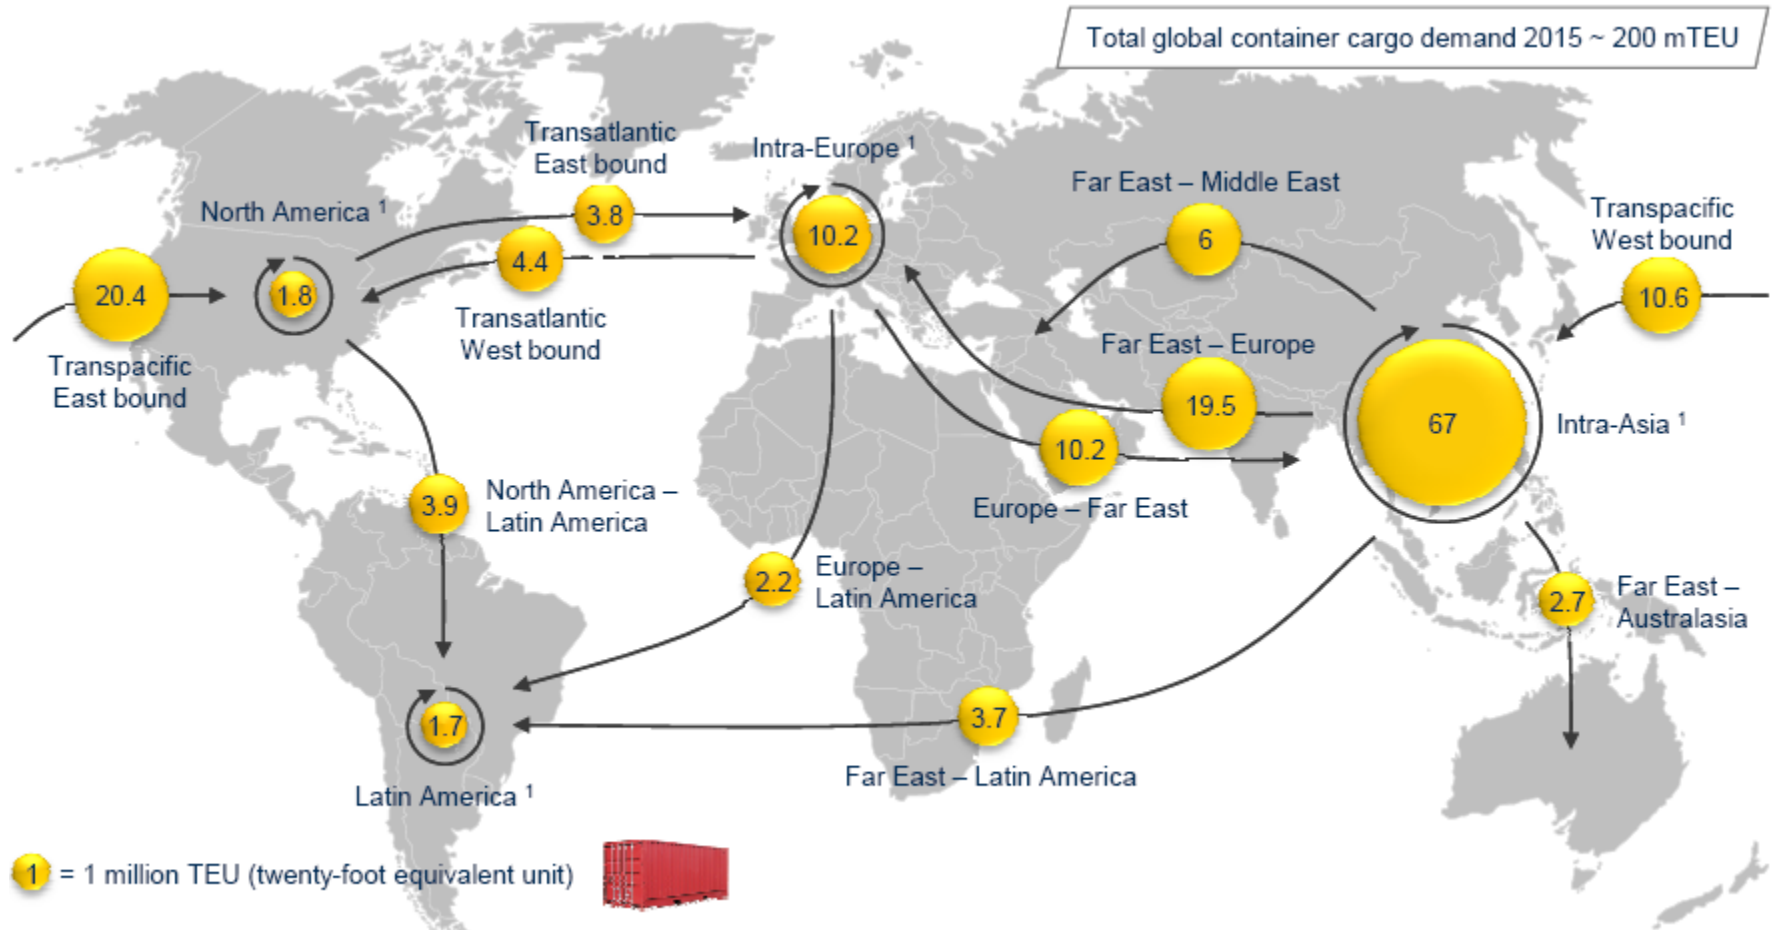 Total global container cargo demand 2015 ~ 200 mTEU
Transatlantic
East bound
Intra-Europe 1
Far East – Middle East
Transpacific
West bound
North America 1
3.8
10.2
6
4.4
20.4
1.8
10.6
Transatlantic
West bound
Transpacific
East bound
Far East – Europe
19.5
67
Intra-Asia 1
10.2
Europe – Far East
3.9
North America –
Latin America
2.2
Europe –
Latin America
2.7
Far East –
Australasia
1.7
3.7
Far East – Latin America
Latin America 1
1 = 1 million TEU (twenty-foot equivalent unit)